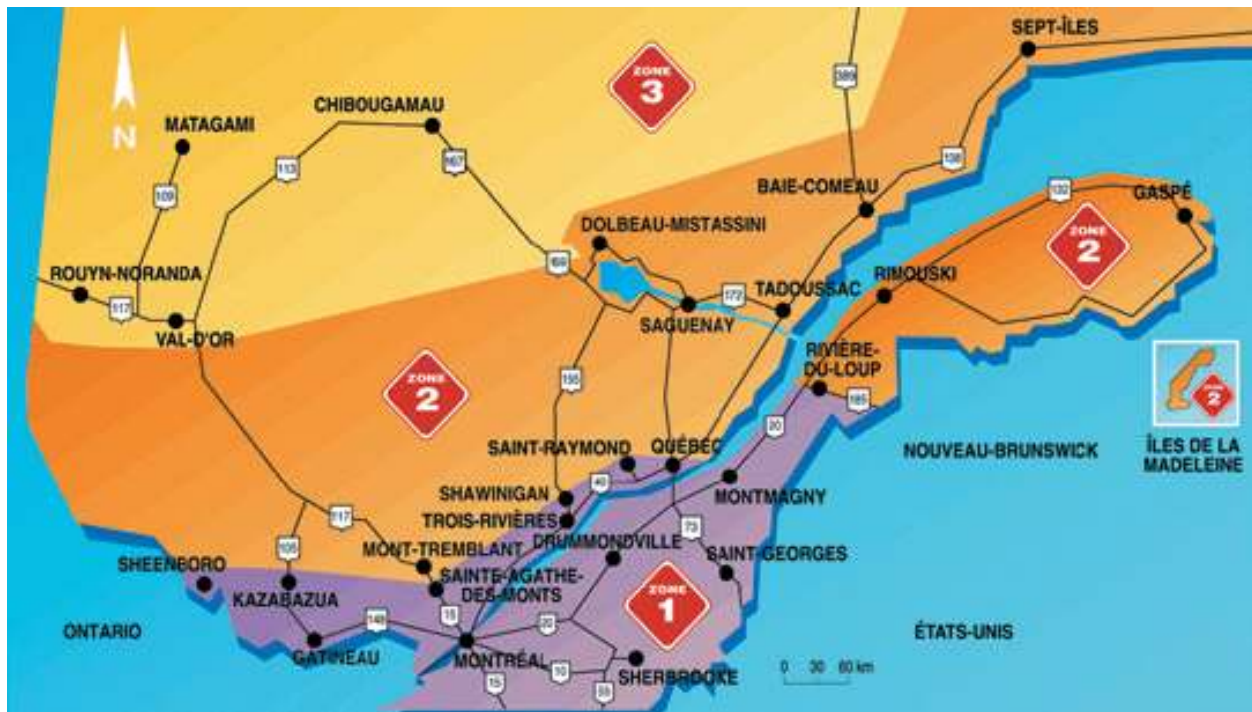 SEPT-ÎLES
ZONE
3
CHIBOUGAMAU
389
MATAGAMI
N
113
167
138
109
BAIE-COMEAU
132
GASPÉ
DOLBEAU-MISTASSINI
ZONE
2
ROUYN-NORANDA
169
RIMOUSKI
117
172
TADOUSSAC
VAL-D'OR
SAGUENAY
RIVIÈRE-
DU-LOUP
ZONE
2
155
ZONE
2
185
20
SAINT-RAYMOND
QUÉBEC
NOUVEAU-BRUNSWICK
ÎLES DE LA
MADELEINE
40
SHAWINIGAN
MONTMAGNY
117
TROIS-RIVIÈRES
73
DRUMMONDVILLE
105
MONT-TREMBLANT
SAINT-GEORGES
SHEENBORO
SAINTE-AGATHE-
DES-MONTS
KAZABAZUA
ZONE
1
15
148
20
ONTARIO
ÉTATS-UNIS
GATINEAU
MONTRÉAL
10
SHERBROOKE
0 30 60 km
15
55